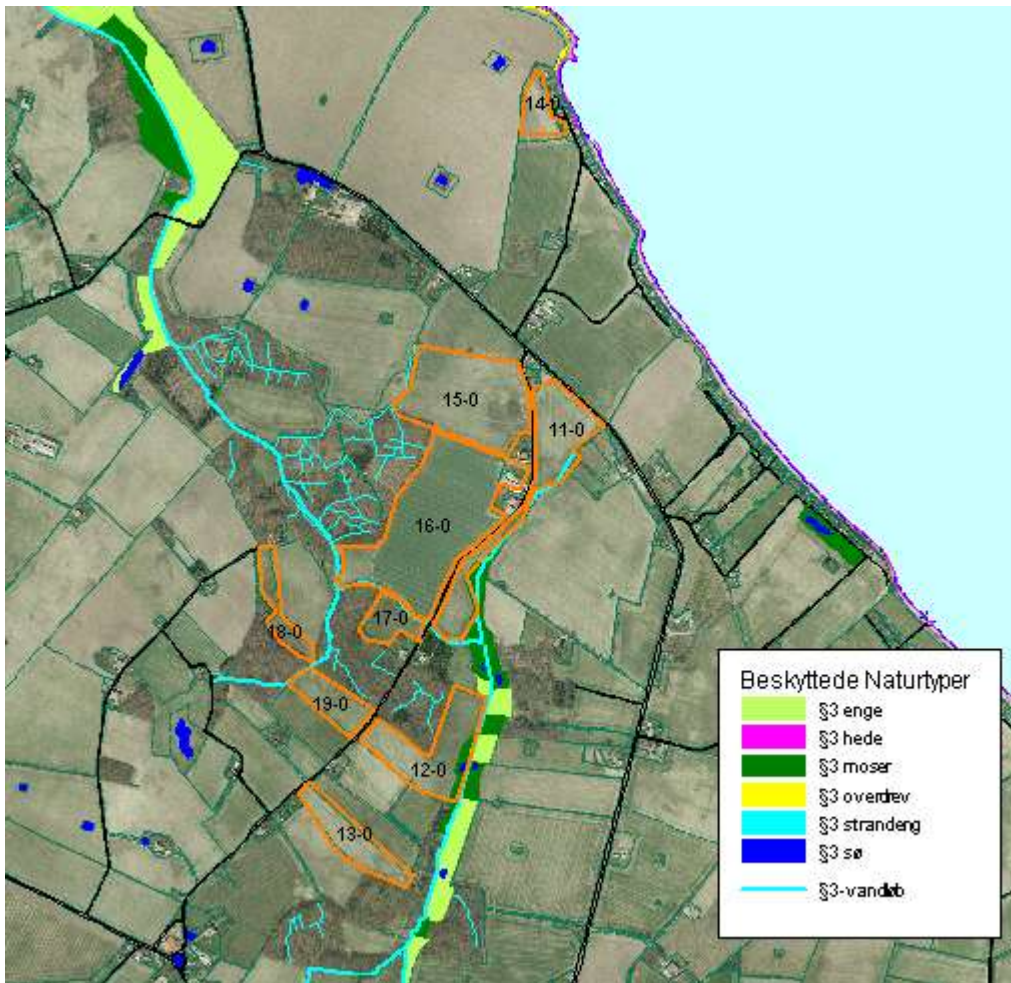 14-0
15-0
11-0
16-0
17-0
18-0
19-0
12-0
13-0
Beskyttede Naturtyper
§3 enge
§3 hede
§3 moser
§3 overdrev
§3 strandeng
§3 sø
§3-vandløb